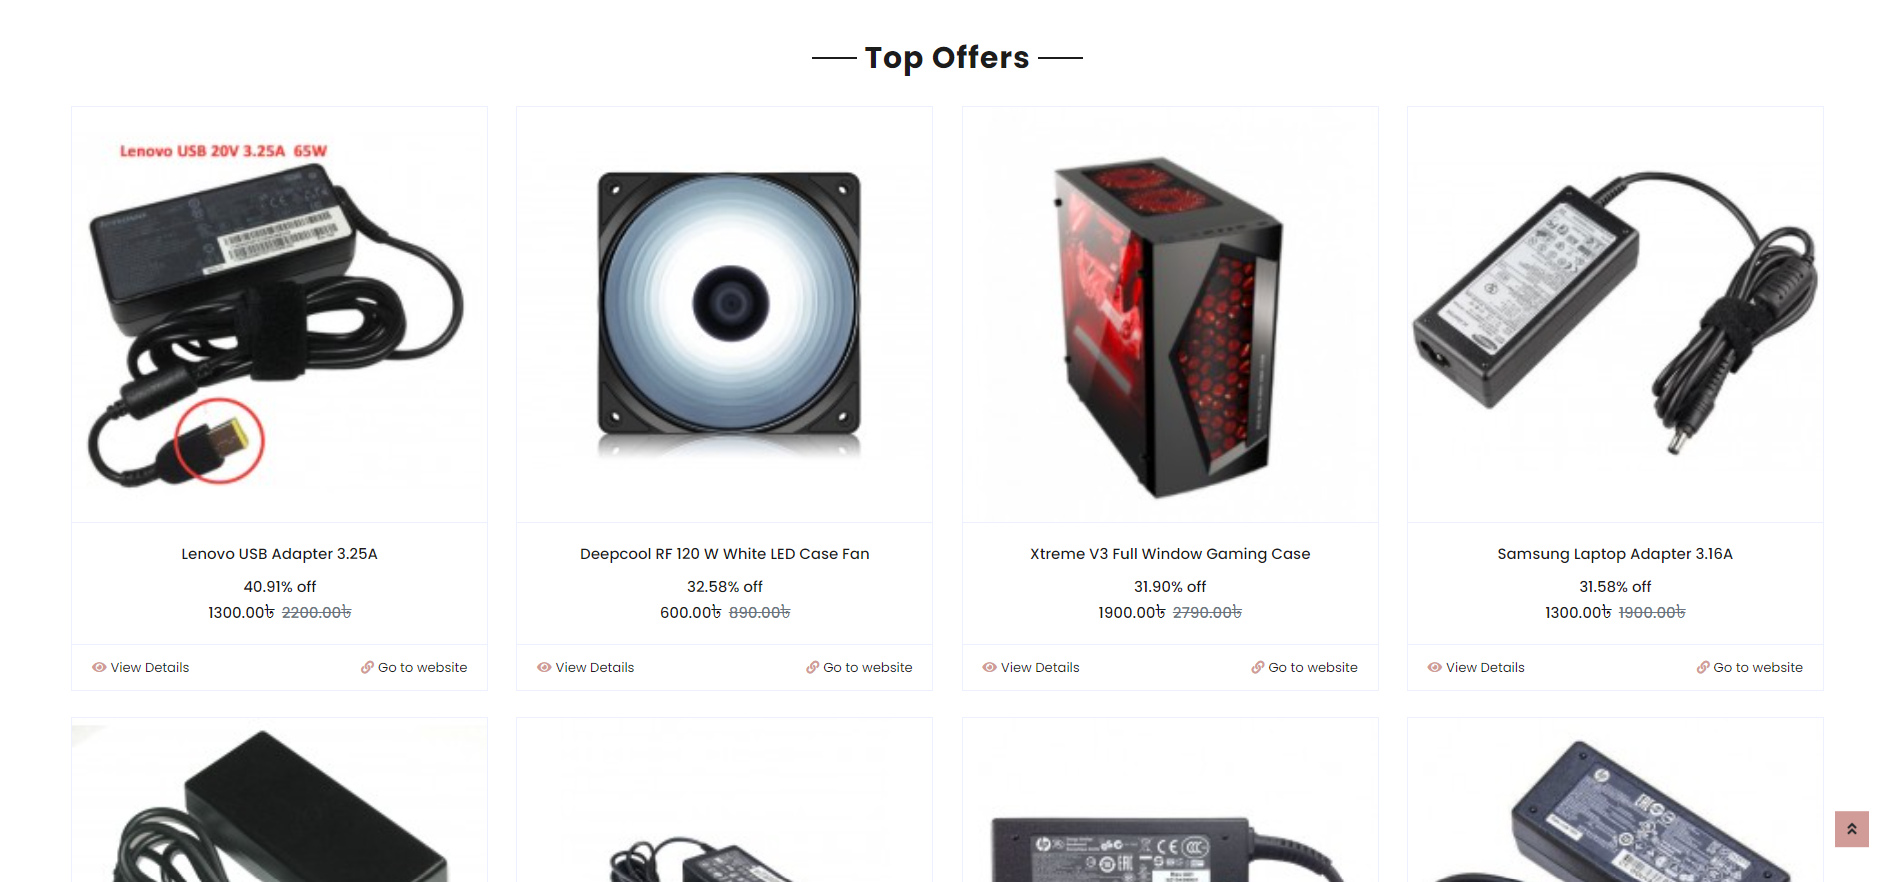 Top Offers
Lenovo USB 20V 3.25A 65W
Lenovo USB Adapter 3.25A
40.91% off
1300.00৳ 2200.00৳
View Details
Go to website
Deepcool RF 120 W White LED Case Fan
32.58% off
600.00৳ 890.00৳
View Details
Go to website
Xtreme V3 Full Window Gaming Case
31.90% off
1900.00৳ 2790.00৳
View Details
Go to website
Samsung Laptop Adapter 3.16A
31.58% off
1300.00৳ 1900.00৳
View Details
Go to website